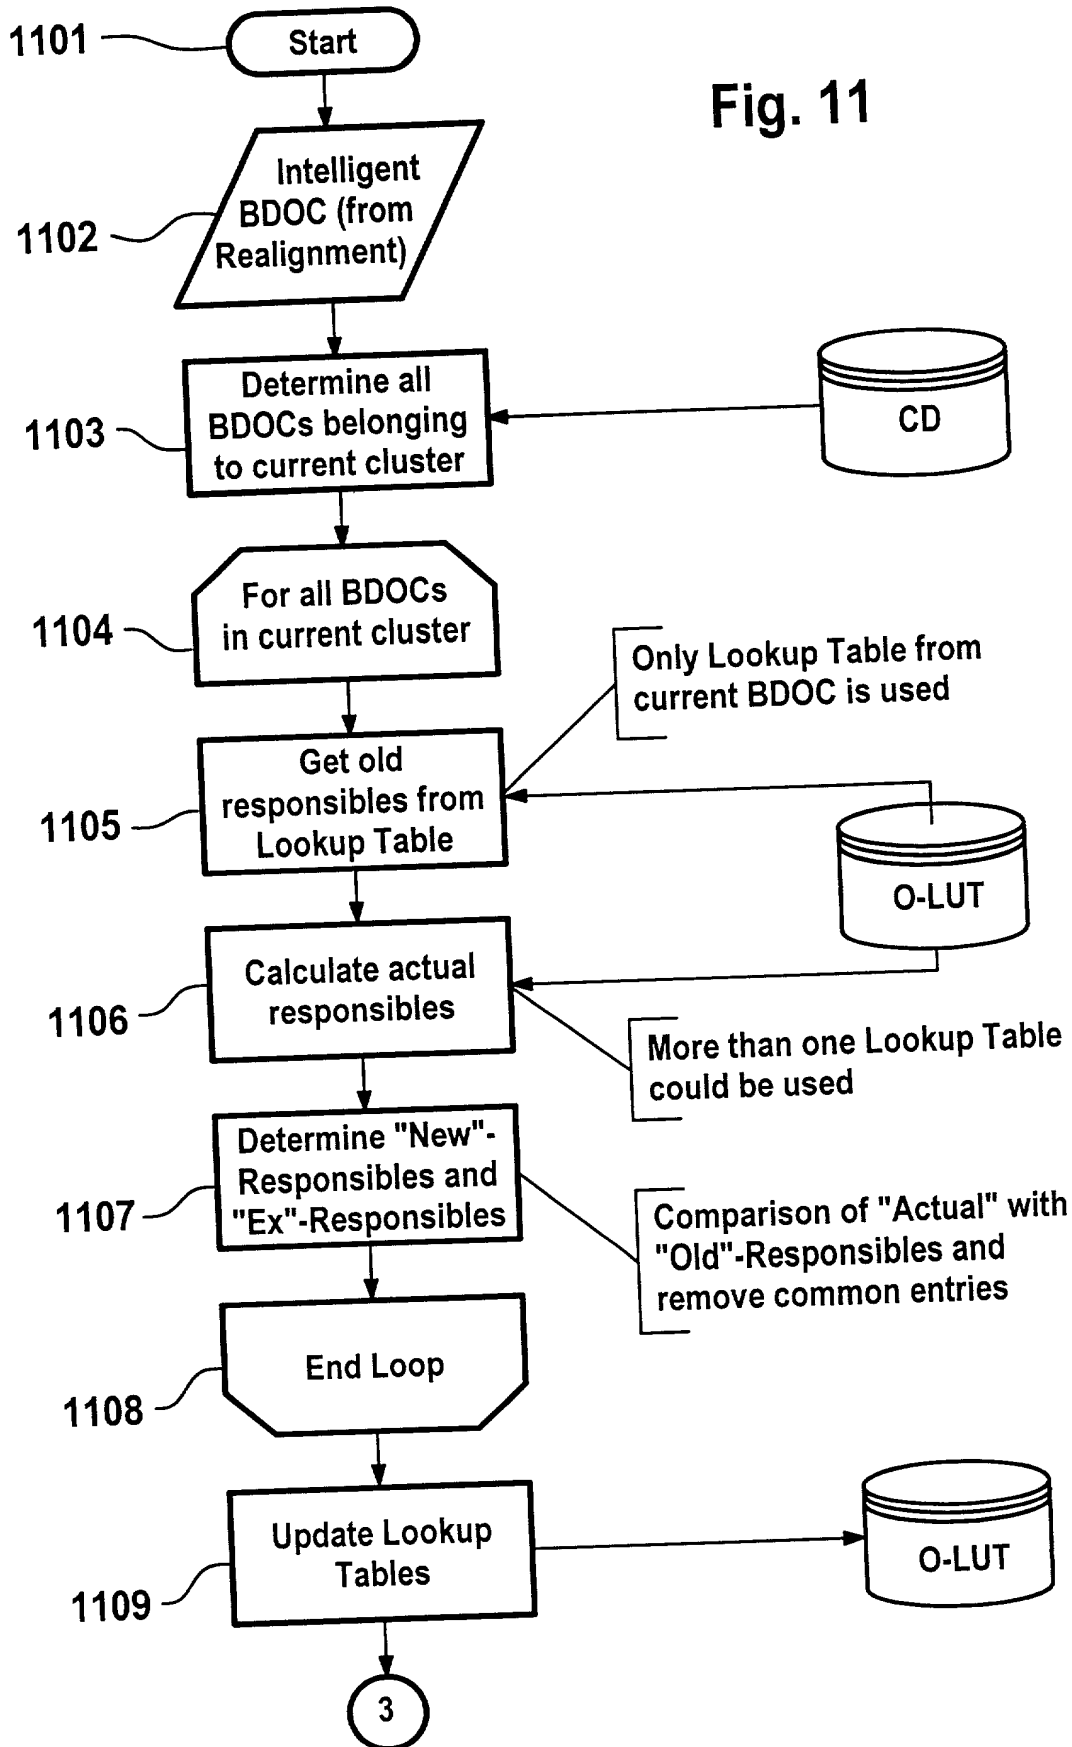 1101
Start
Fig. 11
1102
Intelligent
BDOC (from
Realignment)
1103
Determine all
BDOCs belonging
to current cluster
CD
1104
For all BDOCs
in current cluster
Only Lookup Table from
current BDOC is used
1105
Get old
responsibles from
Lookup Table
O-LUT
1106
Calculate actual
responsibles
More than one Lookup Table
could be used
1107
Determine "New"-
Responsibles and
"Ex"-Responsibles
Comparison of "Actual" with
"Old"-Responsibles and
remove common entries
1108
End Loop
1109
Update Lookup
Tables
O-LUT
3